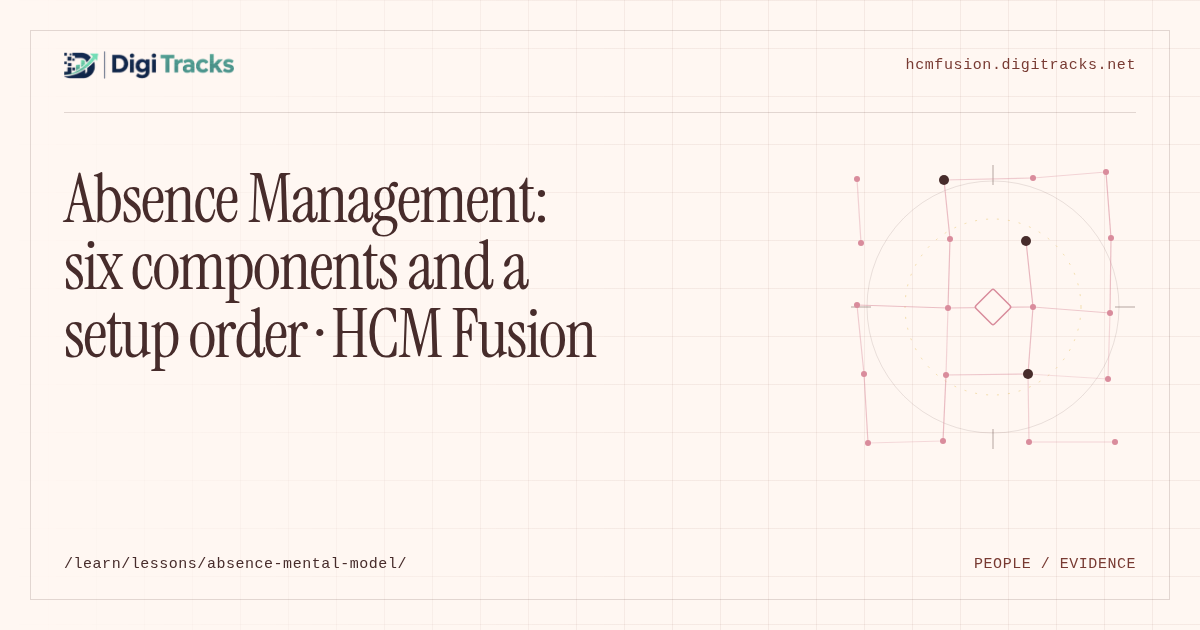 Digi Tracks
hcmfusion.digitracks.net
Absence Management:
six components and a
setup order · HCM Fusion
/learn/lessons/absence-mental-model/
PEOPLE / EVIDENCE